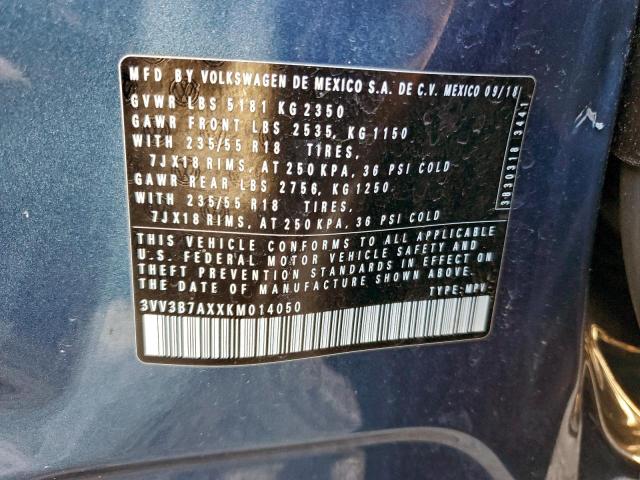 MFD BY VOLKSWAGEN DE MEXICO S.A. DE C.V. MEXICO 09/18
GVWR LBS 5181 KG 2350
GAWR FRONT LBS 2535, KG 1150
WITH 235/55 R18 TIRES,
7JX18 RIMS, AT 250 KPA, 36 PSI COLD
GAWR REAR LBS 2756, KG 1250,
WITH 235/55 R18 TIRES,
7JX18 RIMS, AT 250 KPA, 36 PSI COLD
THIS VEHICLE CONFORMS TO ALL APPLICABLE
U.S. FEDERAL MOTOR VEHICLE SAFETY AND
THEFT PREVENTION STANDARDS IN EFFECT ON
THE DATE OF MANUFACTURE SHOWN ABOVE.
TYPE: MPV
3VV3B7AXXKM014050
3830318 3441